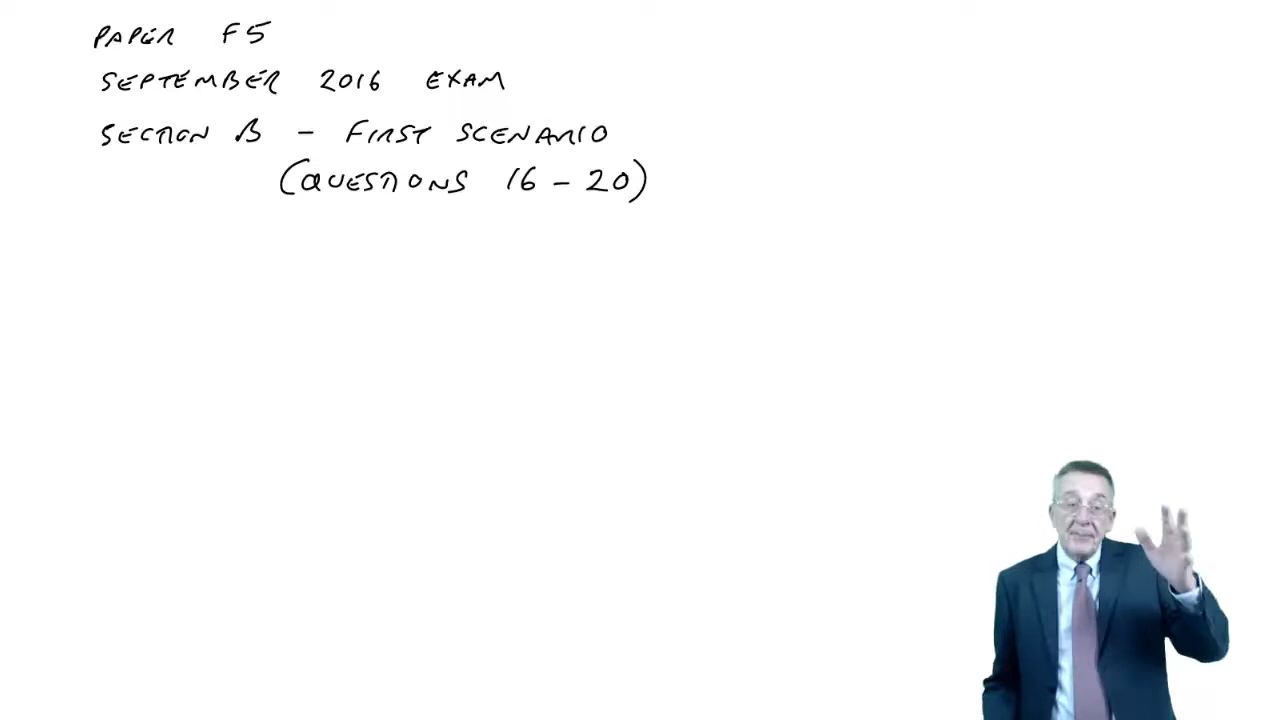 PAPER F5
SEPTEMBER 2016 EXAM
SECTION B - FIRST SCENARIO
(QUESTIONS 16 - 20)